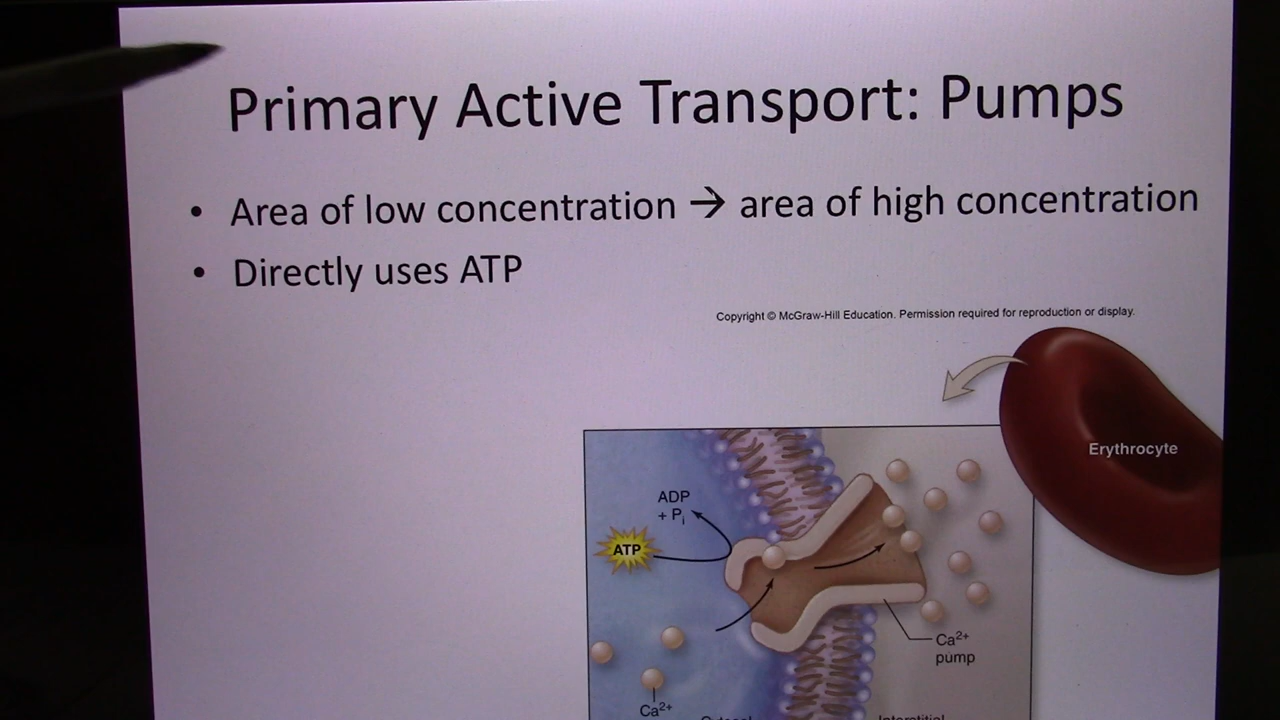 Primary Active Transport: Pumps
• Area of low concentration → area of high concentration
• Directly uses ATP
Copyright © McGraw-Hill Education. Permission required for reproduction or display.
Erythrocyte
ADP
+ Pi
ATP
Ca2+
pump
Ca2+